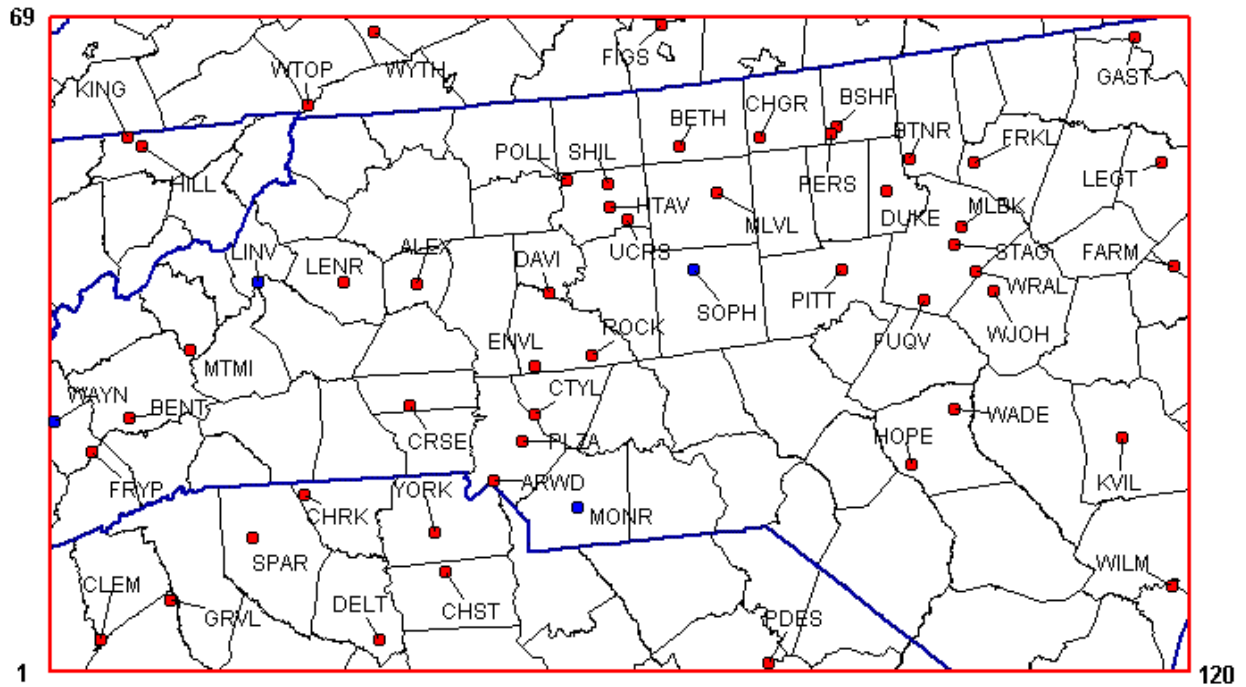 69
FIGS
WTOP
WYTH
GAST
KING
BETH
CHGR
BSHF
BTNR
FRKL
POLL
SHIL
HILL
PERS
LEGT
HTAV
MLBK
DUKE
MLVL
LINV
ALEX
UCRS
STAG
FARM
LENR
DAVI
SOPH
PITT
WRAL
ROCK
FUQV
WJOH
ENVL
MTMI
WAYN
CTYL
BENT
WADE
CRSE
PLZA
HOPE
FRYP
ARWD
KVIL
YORK
CHRK
MONR
SPAR
WILM
CLEM
DELT
CHST
GRVL
PDES
1
120